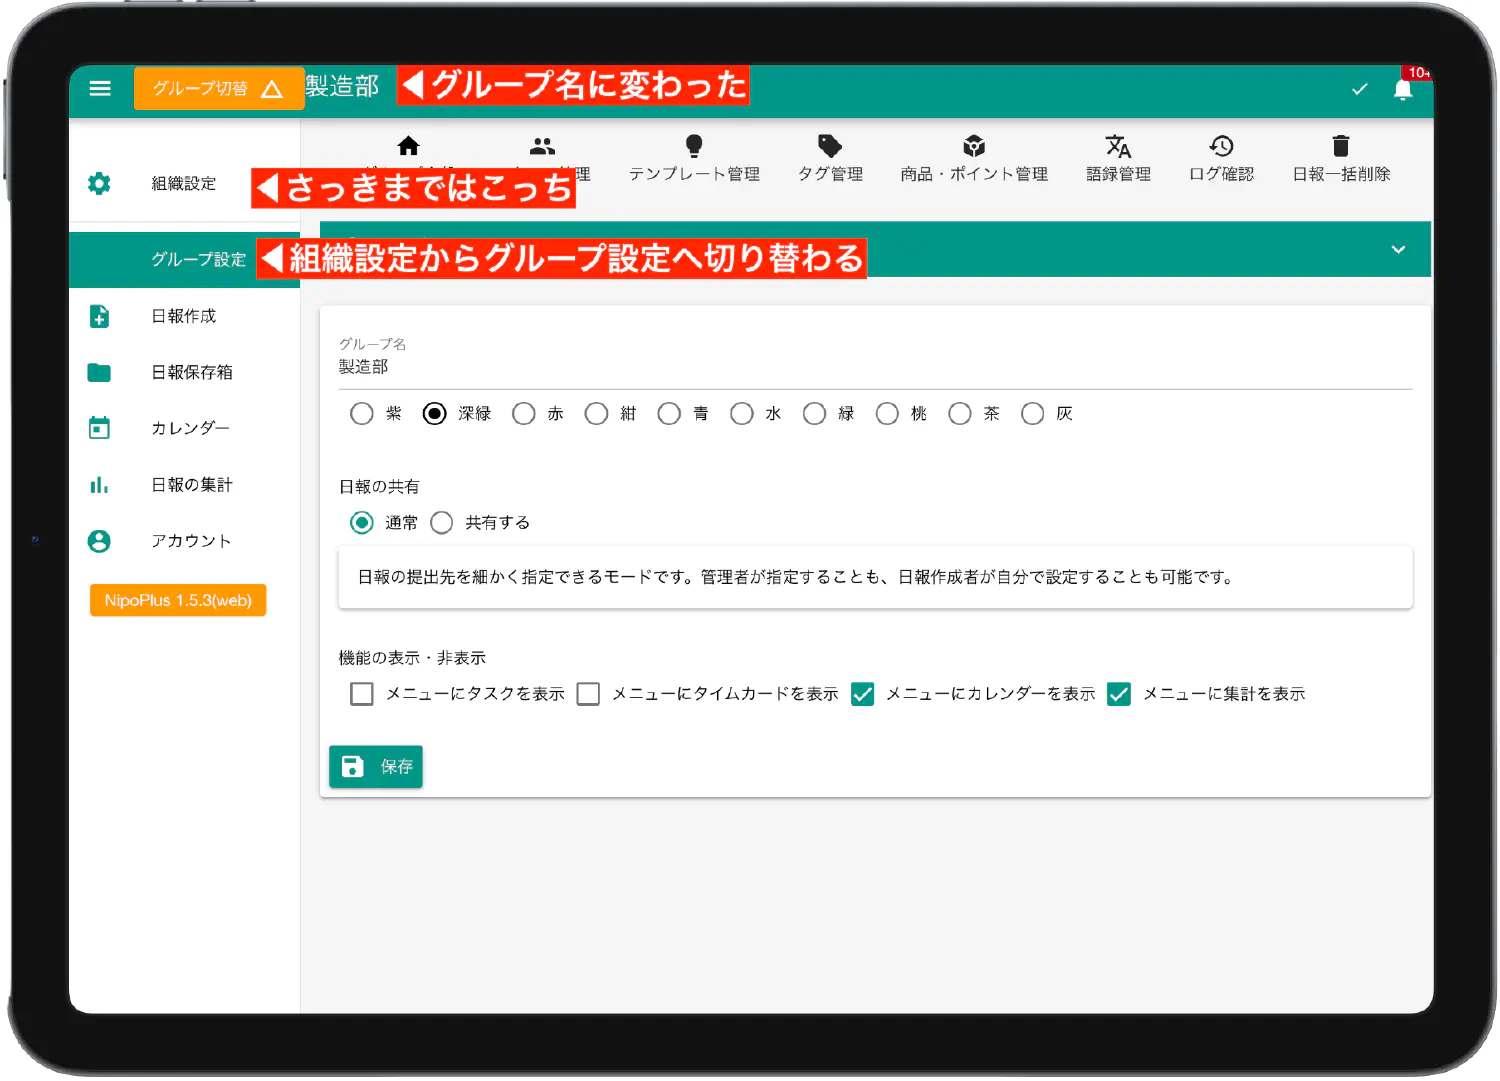 グループ切替
製造部
◀グループ名に変わった
10+
組織設定
◀さっきまではこっち
理
テンプレート管理
タグ管理
商品・ポイント管理
語録管理
ログ確認
日報一括削除
グループ設定
◀組織設定からグループ設定へ切り替わる
日報作成
日報保存箱
カレンダー
日報の集計
アカウント
NipoPlus 1.5.3(web)
グループ名
製造部
紫 深緑 赤 紺 青 水 緑 桃 茶 灰
日報の共有
通常 共有する
日報の提出先を細かく指定できるモードです。管理者が指定することも、日報作成者が自分で設定することも可能です。
機能の表示・非表示
メニューにタスクを表示 メニューにタイムカードを表示 メニューにカレンダーを表示 メニューに集計を表示
保存